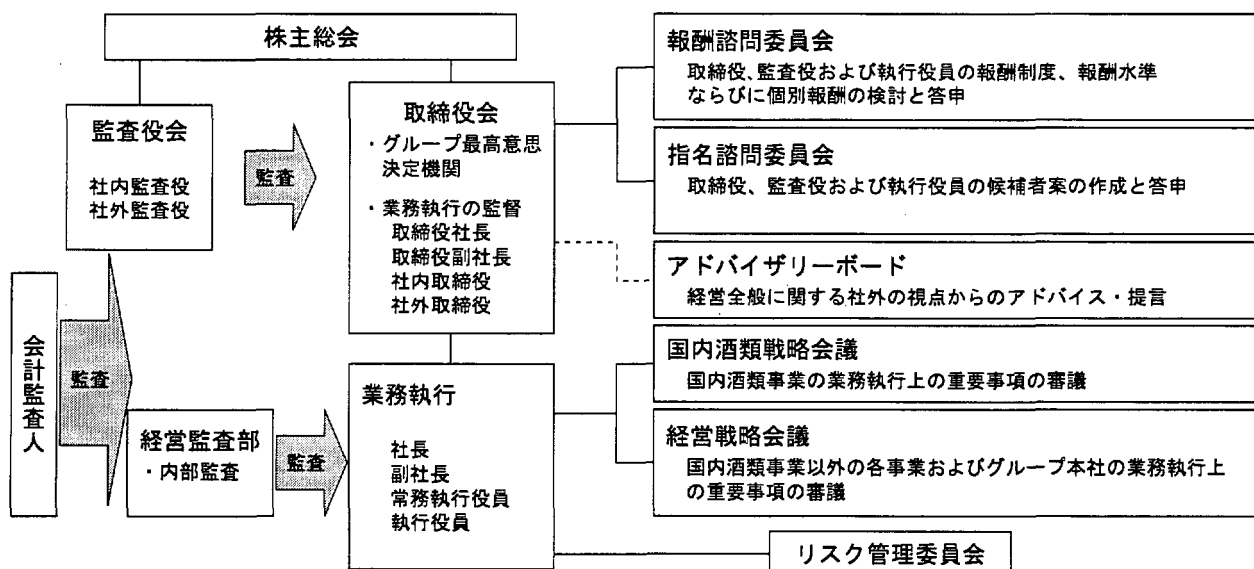 株主総会
監査役会
社内監査役
社外監査役
監査
取締役会
・グループ最高意思
決定機関
・業務執行の監督
取締役社長
取締役副社長
社内取締役
社外取締役
報酬諮問委員会
取締役、監査役および執行役員の報酬制度、報酬水準
ならびに個別報酬の検討と答申
指名諮問委員会
取締役、監査役および執行役員の候補者案の作成と答申
アドバイザリーボード
経営全般に関する社外の視点からのアドバイス・提言
会計監査人
監査
経営監査部
・内部監査
監査
業務執行
社長
副社長
常務執行役員
執行役員
国内酒類戦略会議
国内酒類事業の業務執行上の重要事項の審議
経営戦略会議
国内酒類事業以外の各事業およびグループ本社の業務執行上
の重要事項の審議
リスク管理委員会